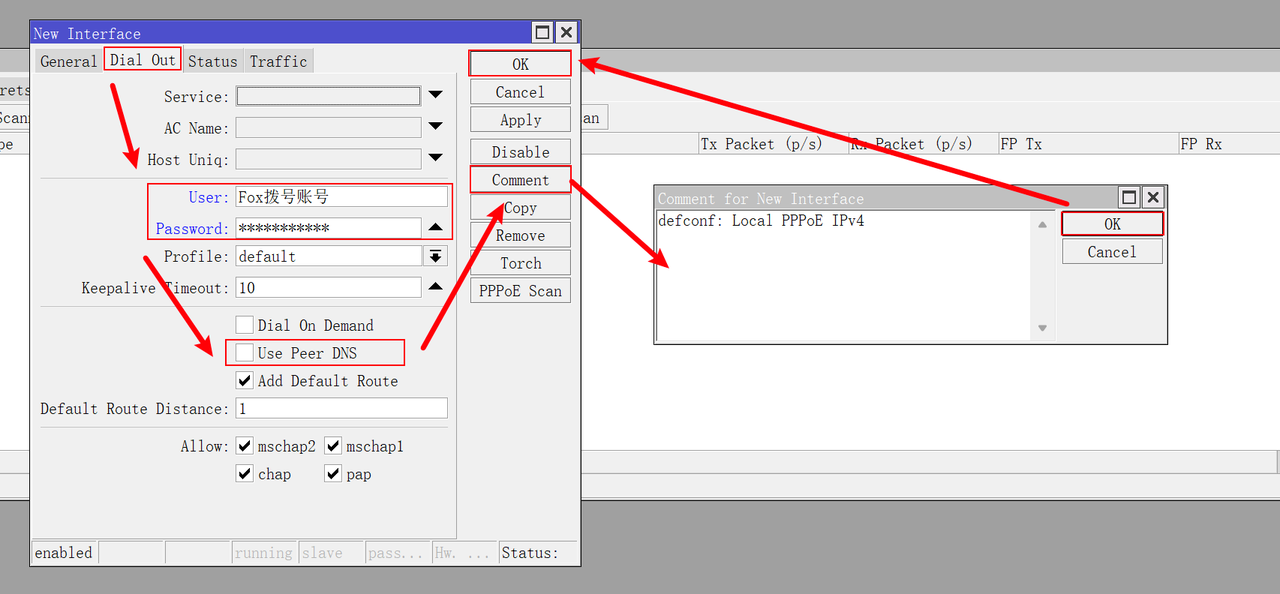 New Interface
General Dial Out Status Traffic
Service:
AC Name:
Host Uniq:
User: Fox拨号账号
Password: ***********
Profile: default
Keepalive Timeout: 10
Dial On Demand
Use Peer DNS
Add Default Route
Default Route Distance: 1
Allow: mschap2 mschap1
chap pap
enabled running slave pass... Hw. ... Status:
OK
Cancel
Apply
Disable
Comment
Copy
Remove
Torch
PPPoE Scan
rets
Scan
an
pe Tx Packet (p/s) Rx Packet (p/s) FP Tx FP Rx
Comment for New Interface
defconf: Local PPPoE IPv4
OK
Cancel